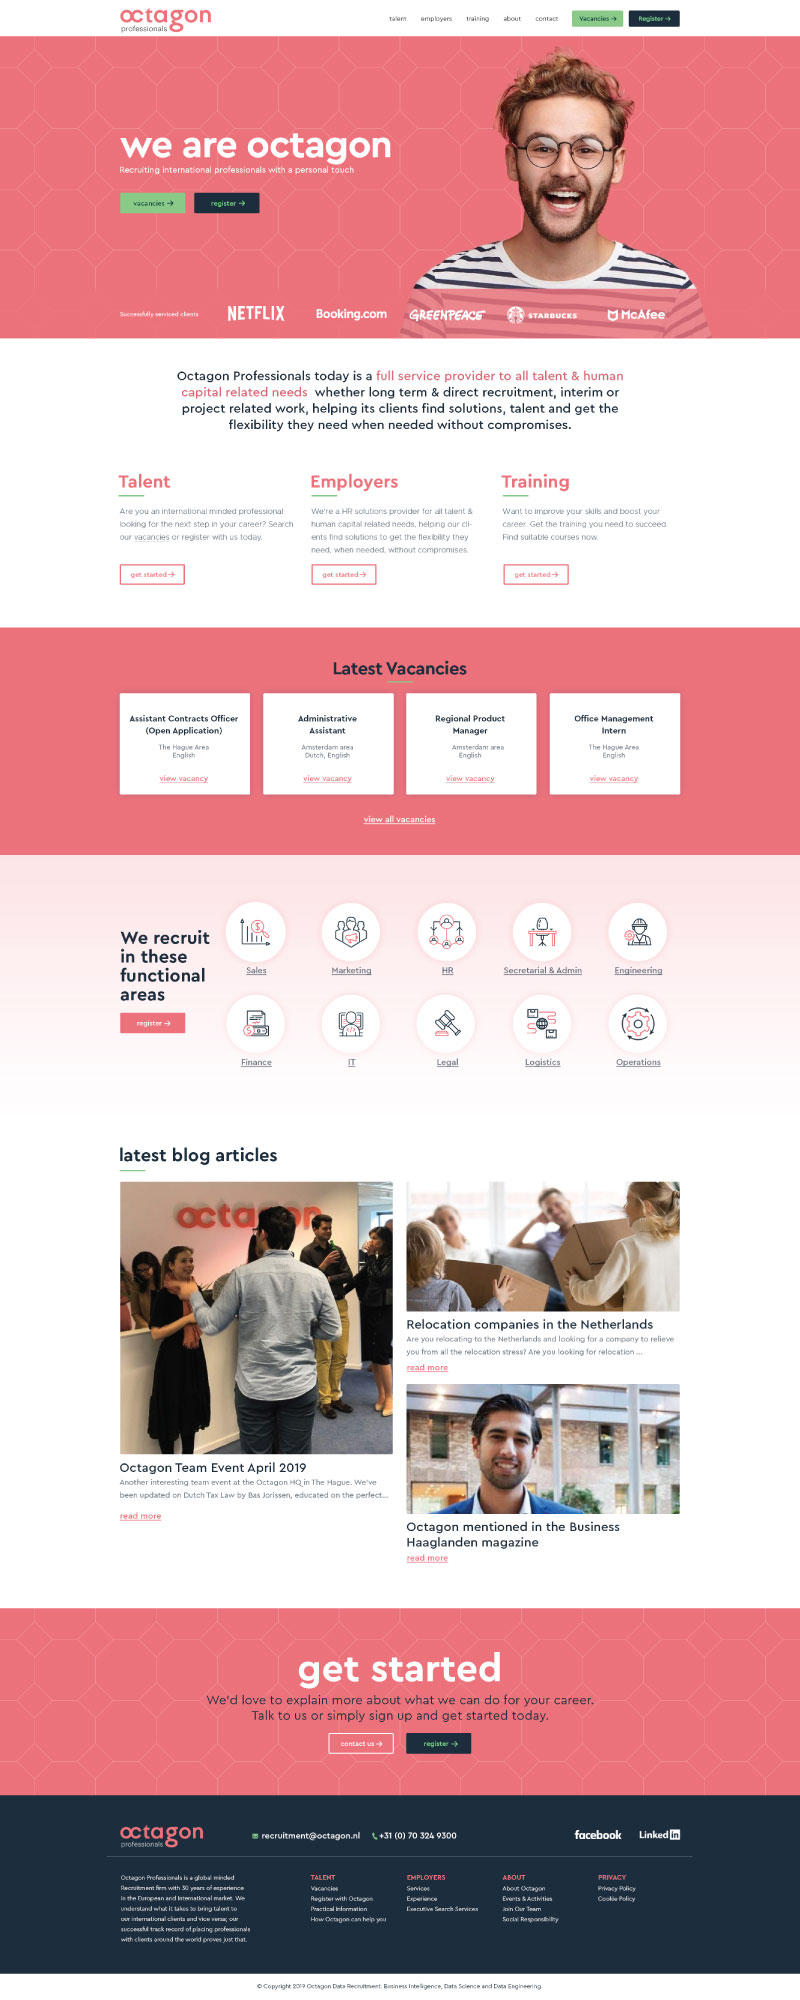 octagon
professionals
talent employers training about contact Vacancies → Register →
we are octagon
Recruiting international professionals with a personal touch
vacancies → register →
Successfully serviced clients NETFLIX Booking.com GREENPEACE STARBUCKS McAfee
Octagon Professionals today is a full service provider to all talent & human
capital related needs whether long term & direct recruitment, interim or
project related work, helping its clients find solutions, talent and get the
flexibility they need when needed without compromises.
Talent
Are you an international minded professional
looking for the next step in your career? Search
our vacancies or register with us today.
get started →
Employers
We're a HR solutions provider for all talent &
human capital related needs, helping our cli-
ents find solutions to get the flexibility they
need, when needed, without compromises.
get started →
Training
Want to improve your skills and boost your
career. Get the training you need to succeed.
Find suitable courses now.
get started →
Latest Vacancies
Assistant Contracts Officer
(Open Application)
The Hague Area
English
view vacancy
Administrative
Assistant
Amsterdam area
Dutch, English
view vacancy
Regional Product
Manager
Amsterdam area
English
view vacancy
Office Management
Intern
The Hague Area
English
view vacancy
view all vacancies
We recruit
in these
functional
areas
register →
Sales Marketing HR Secretarial & Admin Engineering
Finance IT Legal Logistics Operations
latest blog articles
octagon
Octagon Team Event April 2019
Another interesting team event at the Octagon HQ in The Hague. We've
been updated on Dutch Tax Law by Bas Jorissen, educated on the perfect...
read more
Relocation companies in the Netherlands
Are you relocating to the Netherlands and looking for a company to relieve
you from all the relocation stress? Are you looking for relocation ...
read more
Octagon mentioned in the Business
Haaglanden magazine
read more
get started
We'd love to explain more about what we can do for your career.
Talk to us or simply sign up and get started today.
contact us → register →
octagon
professionals
recruitment@octagon.nl +31 (0) 70 324 9300 facebook Linked in
Octagon Professionals is a global minded
Recruitment firm with 30 years of experience
in the European and International market. We
understand what it takes to bring talent to
our international clients and vice versa; our
successful track record of placing professionals
with clients around the world proves just that.
TALENT
Vacancies
Register with Octagon
Practical Information
How Octagon can help you
EMPLOYERS
Services
Experience
Executive Search Services
ABOUT
About Octagon
Events & Activities
Join Our Team
Social Responsibility
PRIVACY
Privacy Policy
Cookie Policy
© Copyright 2019 Octagon Data Recruitment. Business Intelligence, Data Science and Data Engineering.